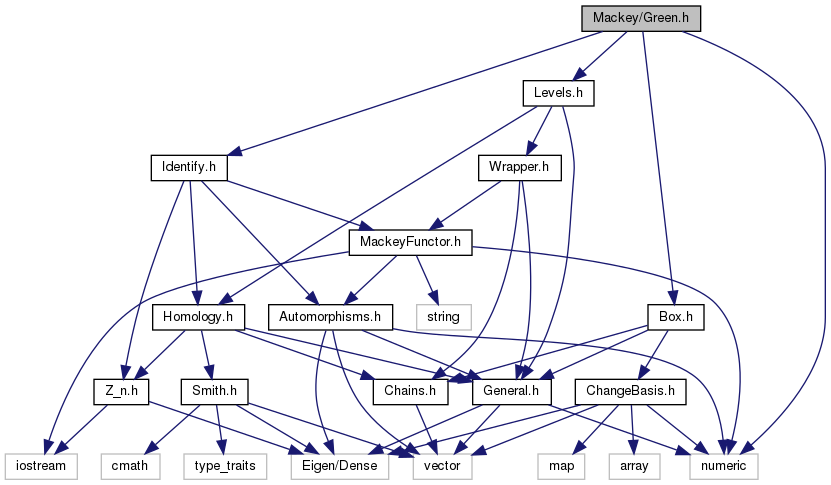 Mackey/Green.h
Levels.h
Identify.h
Wrapper.h
MackeyFunctor.h
Homology.h
Automorphisms.h
string
Box.h
Z_n.h
Smith.h
Chains.h
General.h
ChangeBasis.h
iostream
cmath
type_traits
Eigen/Dense
vector
map
array
numeric